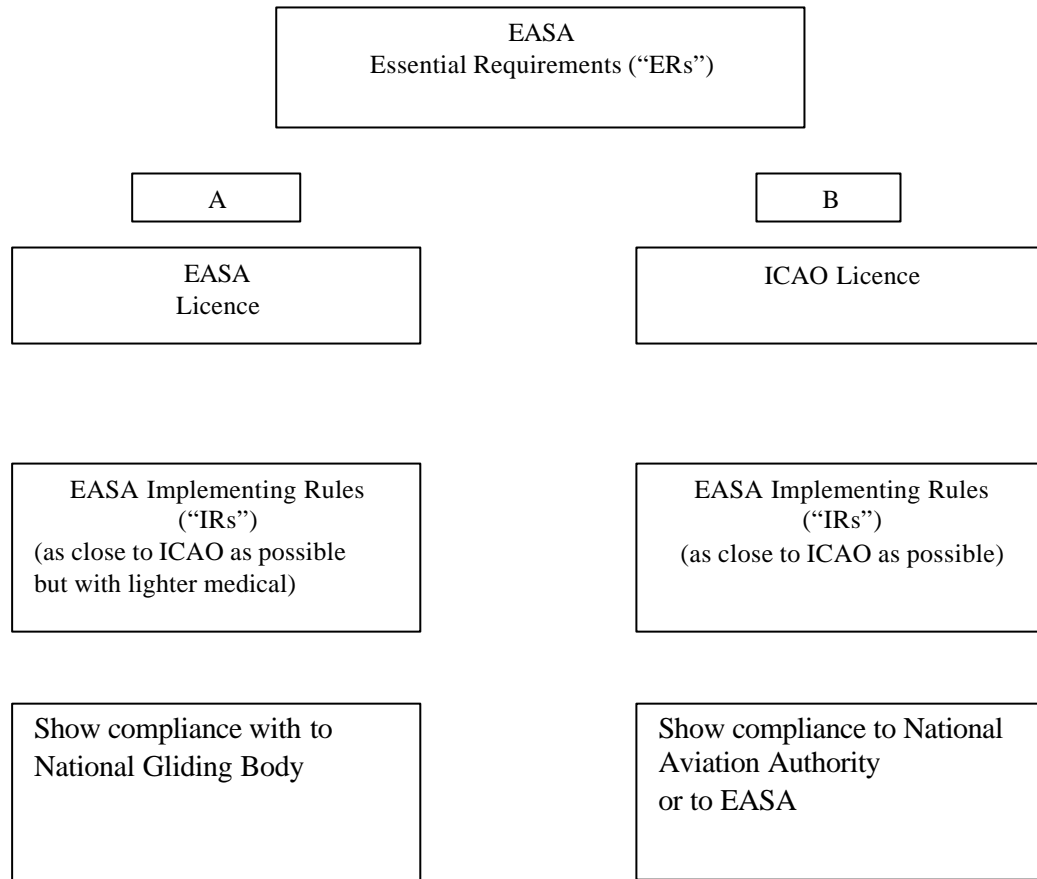 EASA
Essential Requirements (“ERs”)
A
B
EASA
Licence
ICAO Licence
EASA Implementing Rules
(“IRs”)
(as close to ICAO as possible
but with lighter medical)
EASA Implementing Rules
(“IRs”)
(as close to ICAO as possible)
Show compliance with to
National Gliding Body
Show compliance to National
Aviation Authority
or to EASA